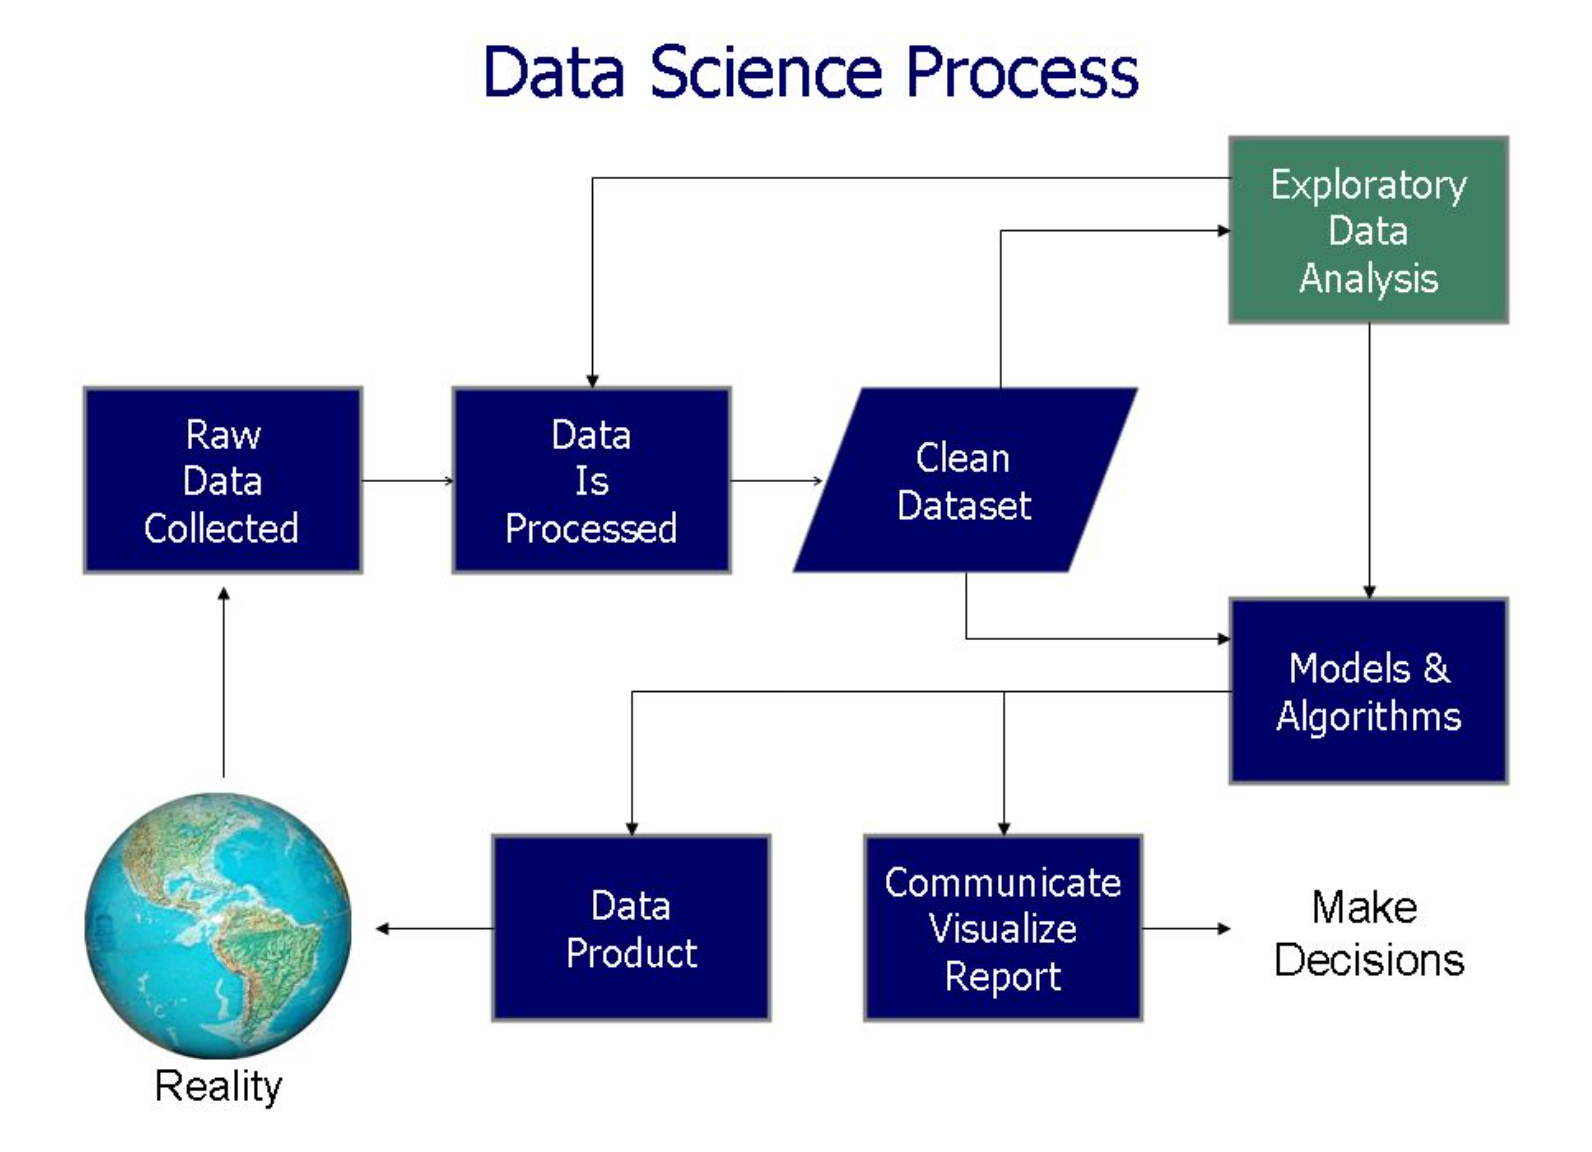 Data Science Process
Exploratory
Data
Analysis
Raw
Data
Collected
Data
Is
Processed
Clean
Dataset
Models &
Algorithms
Data
Product
Communicate
Visualize
Report
Make
Decisions
Reality